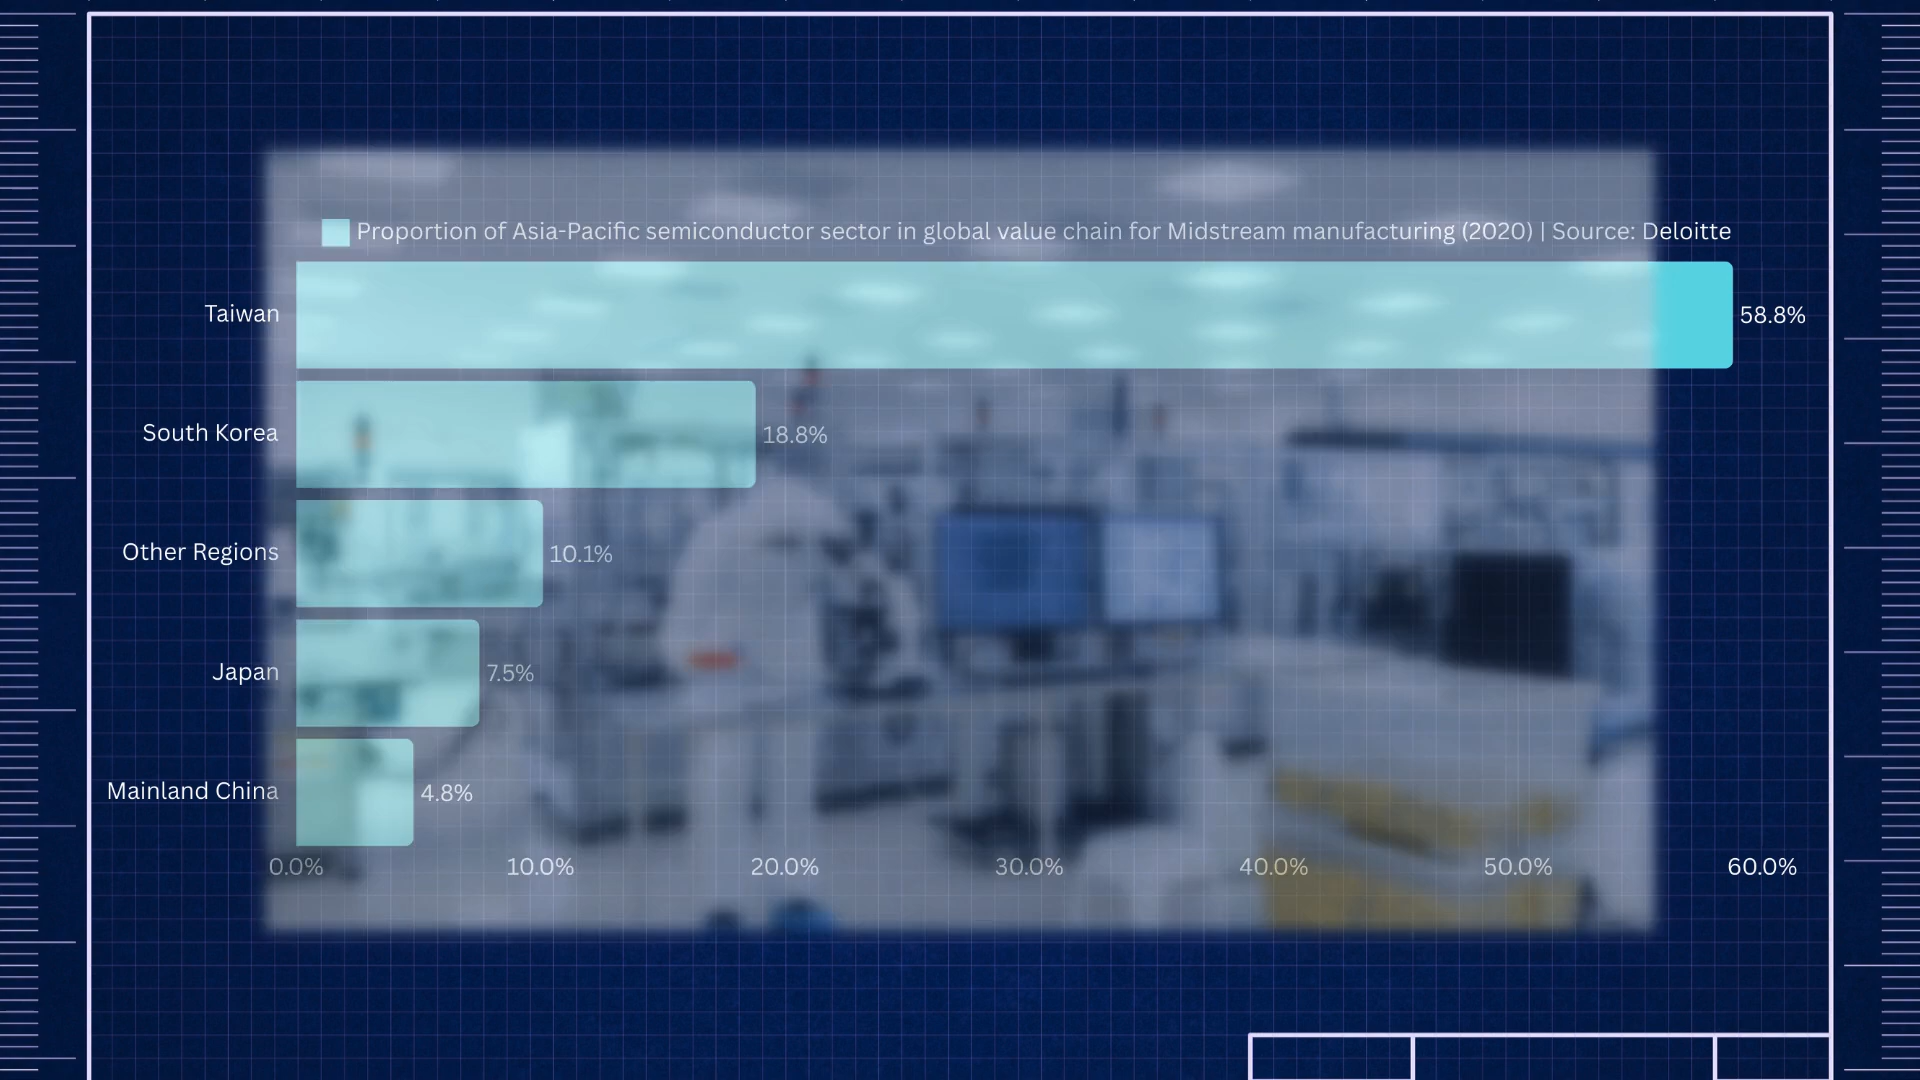 Proportion of Asia-Pacific semiconductor sector in global value chain for Midstream manufacturing (2020) | Source: Deloitte
Taiwan 58.8%
South Korea 18.8%
Other Regions 10.1%
Japan 7.5%
Mainland China 4.8%
0.0% 10.0% 20.0% 30.0% 40.0% 50.0% 60.0%